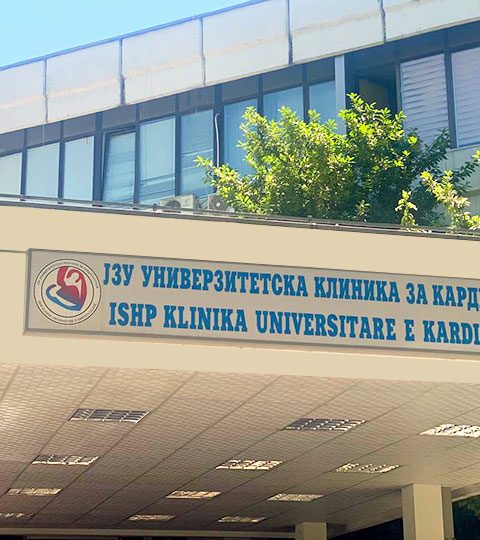 ЈЗУ УНИВЕРЗИТЕТСКА КЛИНИКА ЗА КАРД
ISHP KLINIKA UNIVERSITARE E KARDI